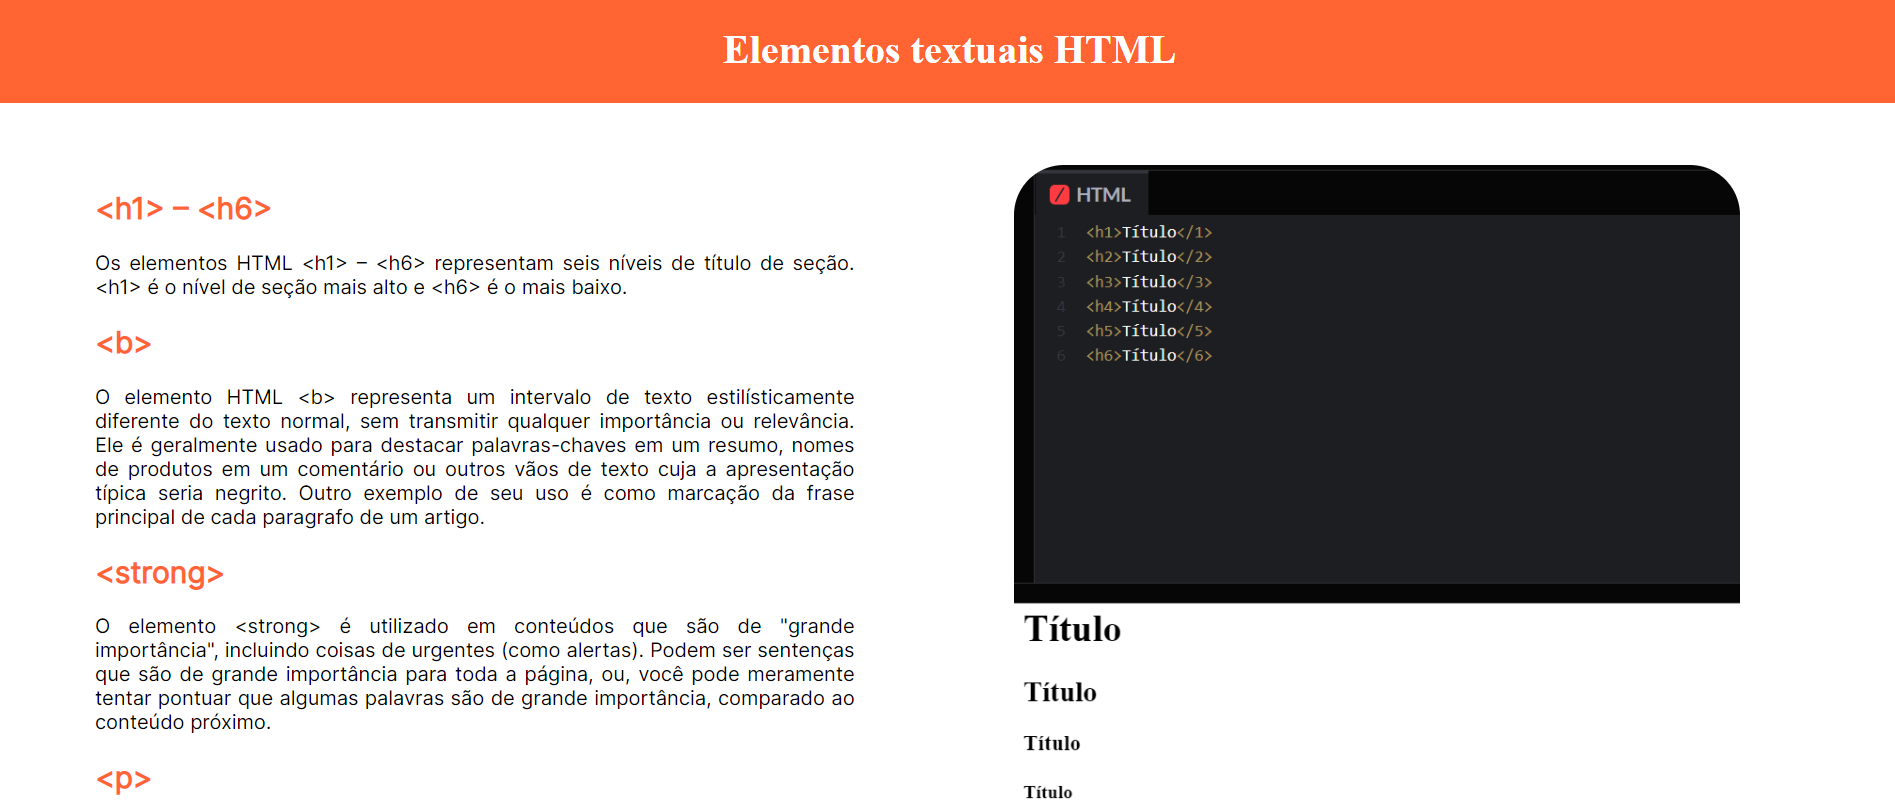 Elementos textuais HTML
<h1> – <h6>
Os elementos HTML <h1> – <h6> representam seis níveis de título de seção.
<h1> é o nível de seção mais alto e <h6> é o mais baixo.
<b>
O elemento HTML <b> representa um intervalo de texto estilísticamente
diferente do texto normal, sem transmitir qualquer importância ou relevância.
Ele é geralmente usado para destacar palavras-chaves em um resumo, nomes
de produtos em um comentário ou outros vãos de texto cuja a apresentação
típica seria negrito. Outro exemplo de seu uso é como marcação da frase
principal de cada paragrafo de um artigo.
<strong>
O elemento <strong> é utilizado em conteúdos que são de "grande
importância", incluindo coisas de urgentes (como alertas). Podem ser sentenças
que são de grande importância para toda a página, ou, você pode meramente
tentar pontuar que algumas palavras são de grande importância, comparado ao
conteúdo próximo.
<p>
HTML
1 <h1>Título</1>
2 <h2>Título</2>
3 <h3>Título</3>
4 <h4>Título</4>
5 <h5>Título</5>
6 <h6>Título</6>
Título
Título
Título
Título